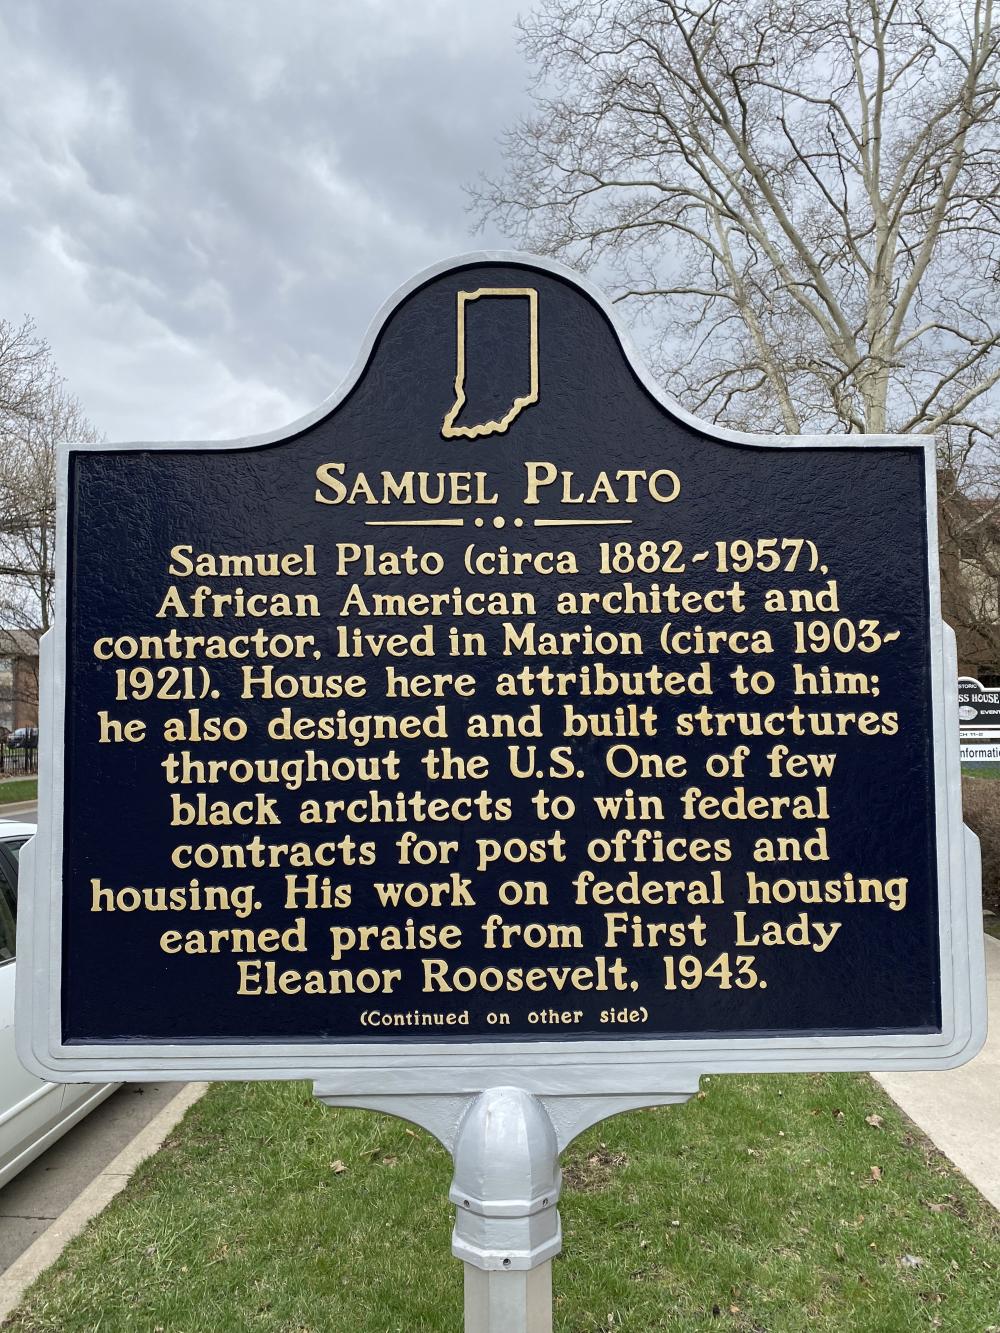 SAMUEL PLATO
Samuel Plato (circa 1882~1957),
African American architect and
contractor, lived in Marion (circa 1903~
1921). House here attributed to him;
he also designed and built structures
throughout the U.S. One of few
black architects to win federal
contracts for post offices and
housing. His work on federal housing
earned praise from First Lady
Eleanor Roosevelt, 1943.
(Continued on other side)
HOUSE
EVENT